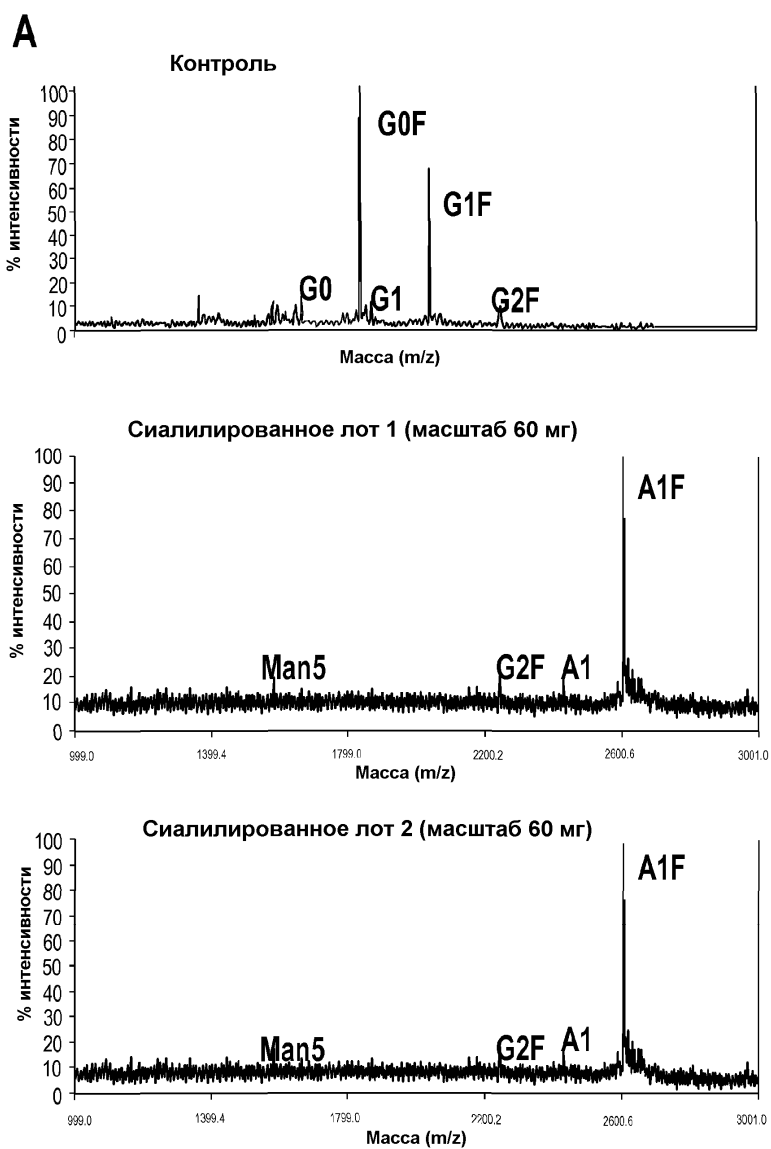 A
Контроль
% интенсивности
100
90
80
70
60
50
40
30
20
10
0
G0F
G1F
G0
G1
G2F
Масса (m/z)
Сиалилированное лот 1 (масштаб 60 мг)
% интенсивности
100
90
80
70
60
50
40
30
20
10
0
A1F
Man5
G2F
A1
999.0 1399.4 1799.0 2200.2 2600.6 3001.0
Масса (m/z)
Сиалилированное лот 2 (масштаб 60 мг)
% интенсивности
100
90
80
70
60
50
40
30
20
10
0
A1F
Man5
G2F
A1
999.0 1399.4 1799.0 2200.2 2600.6 3001.0
Масса (m/z)